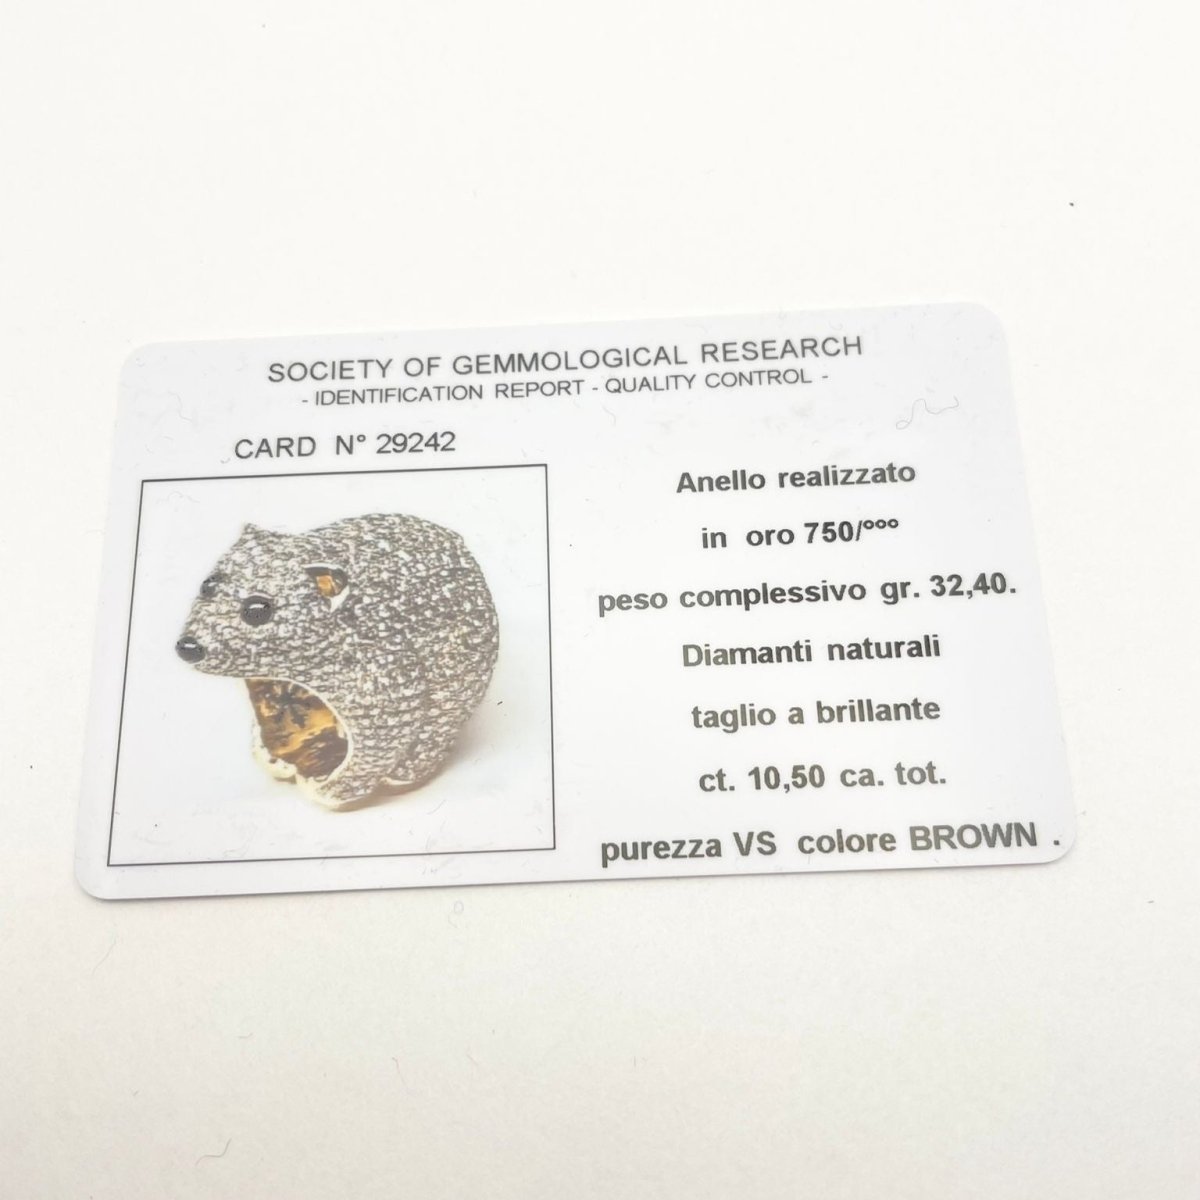 SOCIETY OF GEMMOLOGICAL RESEARCH
- IDENTIFICATION REPORT - QUALITY CONTROL -
CARD N° 29242
Anello realizzato
in oro 750/°°°
peso complessivo gr. 32,40.
Diamanti naturali
taglio a brillante
ct. 10,50 ca. tot.
purezza VS colore BROWN .